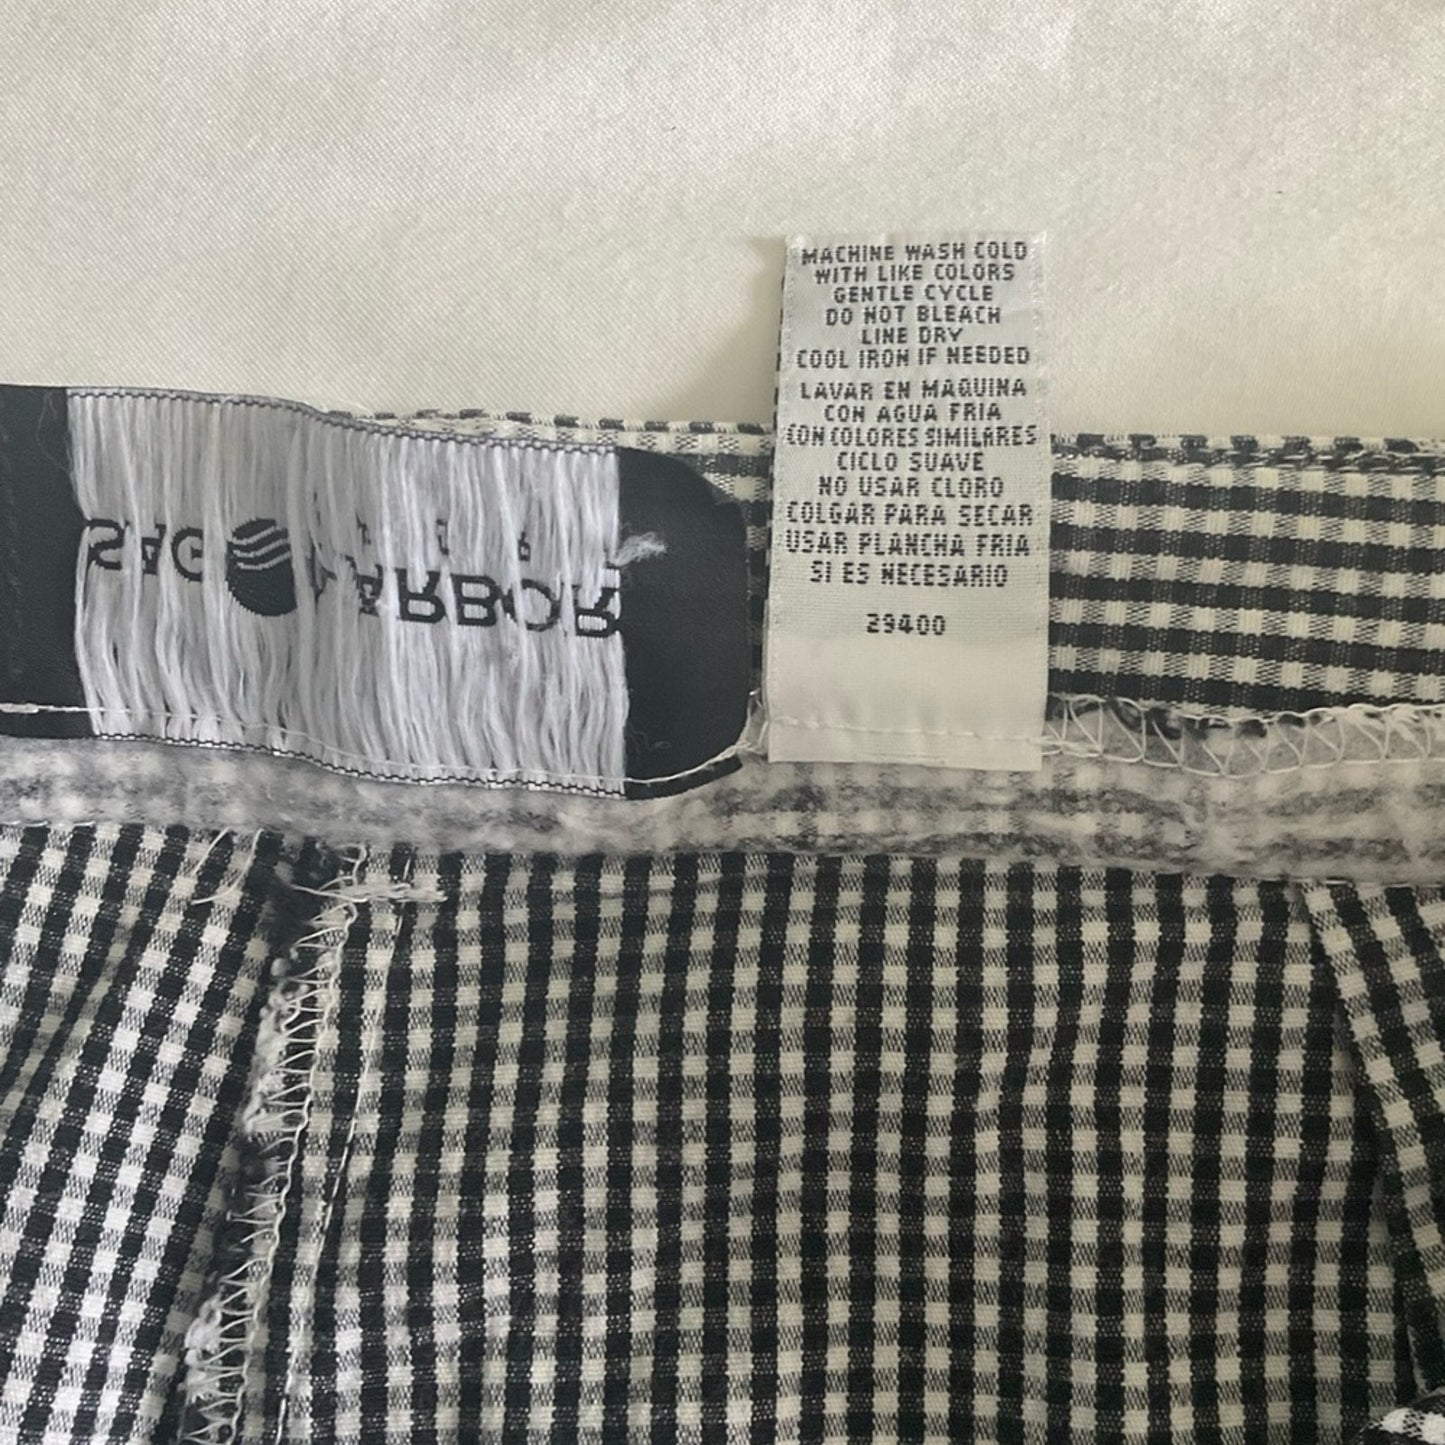 SAG HARBOR
MACHINE WASH COLD
WITH LIKE COLORS
GENTLE CYCLE
DO NOT BLEACH
LINE DRY
COOL IRON IF NEEDED
LAVAR EN MAQUINA
CON AGUA FRIA
CON COLORES SIMILARES
CICLO SUAVE
NO USAR CLORO
COLGAR PARA SECAR
USAR PLANCHA FRIA
SI ES NECESARIO
29400